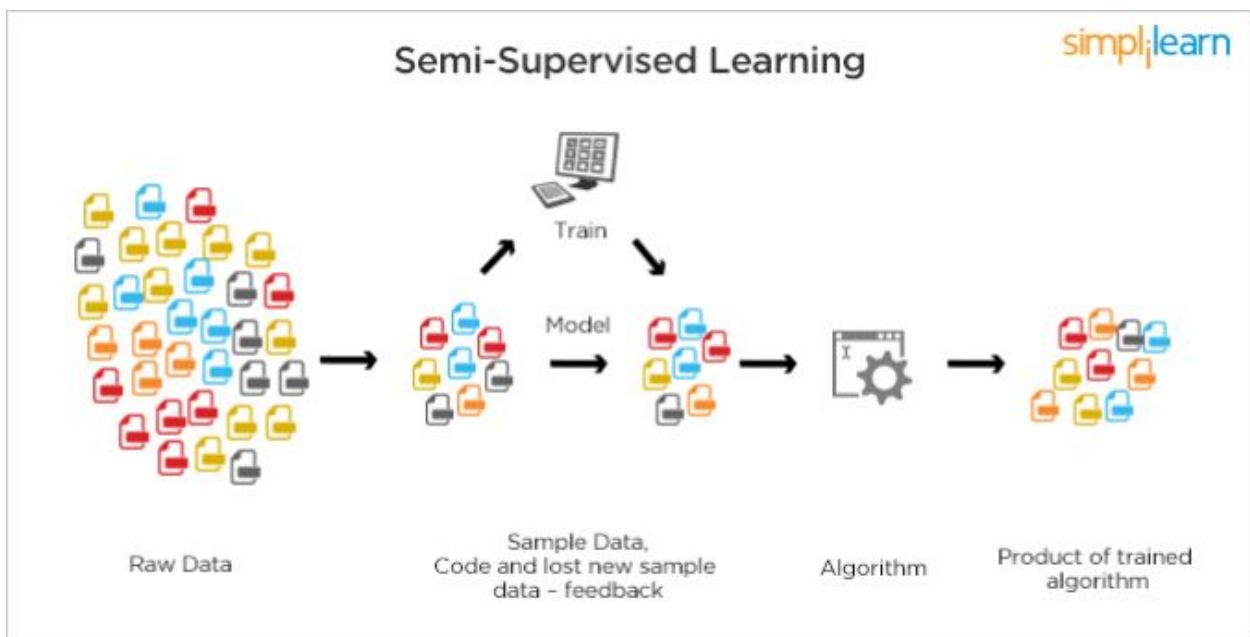 simplilearn
Semi-Supervised Learning
Train
Model
Raw Data
Sample Data,
Code and lost new sample
data – feedback
Algorithm
Product of trained
algorithm